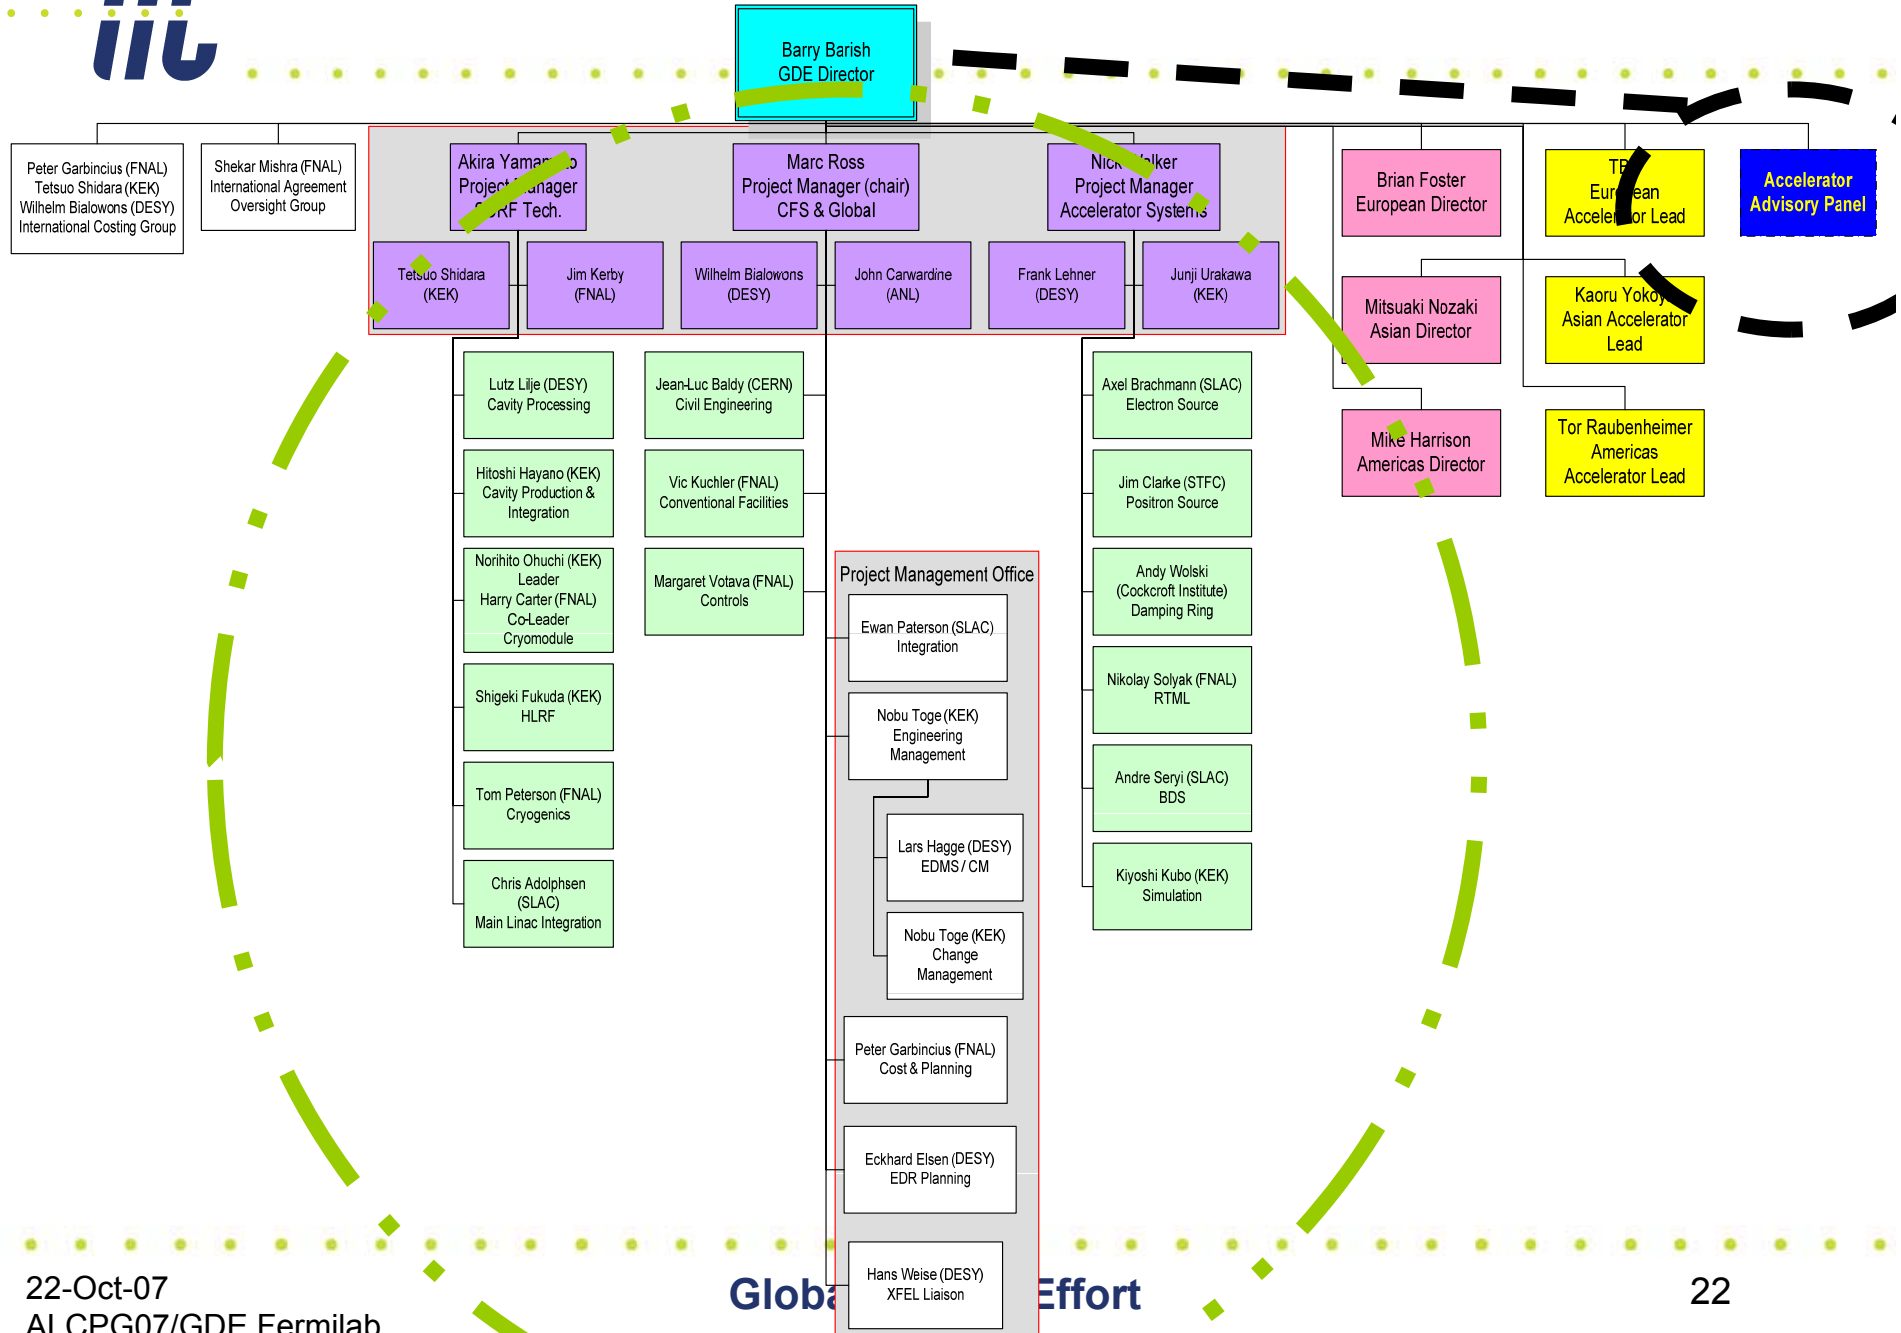 Barry Barish
GDE Director
Peter Garbincius (FNAL)
Tetsuo Shidara (KEK)
Wilhelm Bialowons (DESY)
International Costing Group
Shekar Mishra (FNAL)
International Agreement
Oversight Group
Akira
Project Manager
Tech.
Marc Ross
Project Manager (chair)
CFS & Global
Nick Walker
Project Manager
Accelerator Systems
Brian Foster
European Director
European
Accelerator Lead
Accelerator
Advisory Panel
Tetsuo Shidara
(KEK)
Jim Kerby
(FNAL)
Wilhelm Bialowons
(DESY)
John Carwardine
(ANL)
Frank Lehner
(DESY)
Junji Urakawa
(KEK)
Mitsuaki Nozaki
Asian Director
Kaoru
Asian Accelerator
Lead
Mike Harrison
Americas Director
Tor Raubenheimer
Americas
Accelerator Lead
Lutz Lilje (DESY)
Cavity Processing
Hitoshi Hayano (KEK)
Cavity Production &
Integration
Norihito Ohuchi (KEK)
Leader
Harry Carter (FNAL)
Co-Leader
Cryomodule
Shigeki Fukuda (KEK)
HLRF
Tom Peterson (FNAL)
Cryogenics
Chris Adolphsen
(SLAC)
Main Linac Integration
Jean-Luc Baldy (CERN)
Civil Engineering
Vic Kuchler (FNAL)
Conventional Facilities
Margaret Votava (FNAL)
Controls
Project Management Office
Ewan Paterson (SLAC)
Integration
Nobu Toge (KEK)
Engineering
Management
Lars Hagge (DESY)
EDMS / CM
Nobu Toge (KEK)
Change
Management
Peter Garbincius (FNAL)
Cost & Planning
Eckhard Elsen (DESY)
EDR Planning
Hans Weise (DESY)
XFEL Liaison
Axel Brachmann (SLAC)
Electron Source
Jim Clarke (STFC)
Positron Source
Andy Wolski
(Cockcroft Institute)
Damping Ring
Nikolay Solyak (FNAL)
RTML
Andre Seryi (SLAC)
BDS
Kiyoshi Kubo (KEK)
Simulation
22-Oct-07
ALCPG07/GDE Fermilab
Effort
22